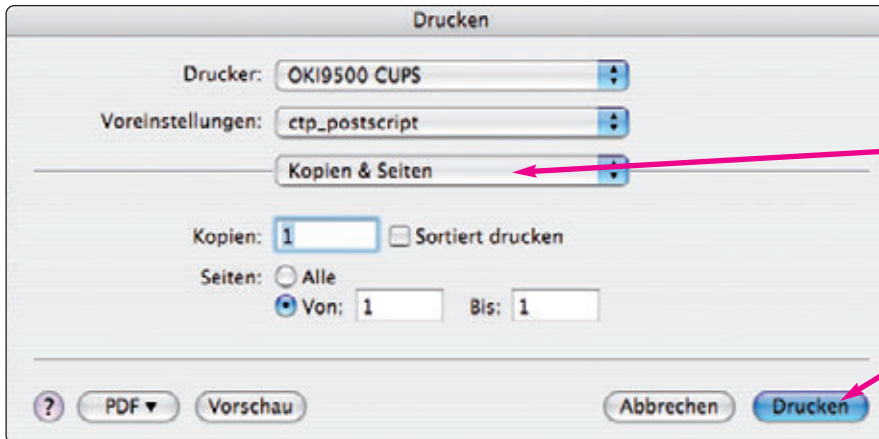 Drucken
Drucker: OKI9500 CUPS
Voreinstellungen: ctp_postscript
Kopien & Seiten
Kopien: 1 Sortiert drucken
Seiten: Alle
Von: 1 Bis: 1
? PDF Vorschau Abbrechen Drucken